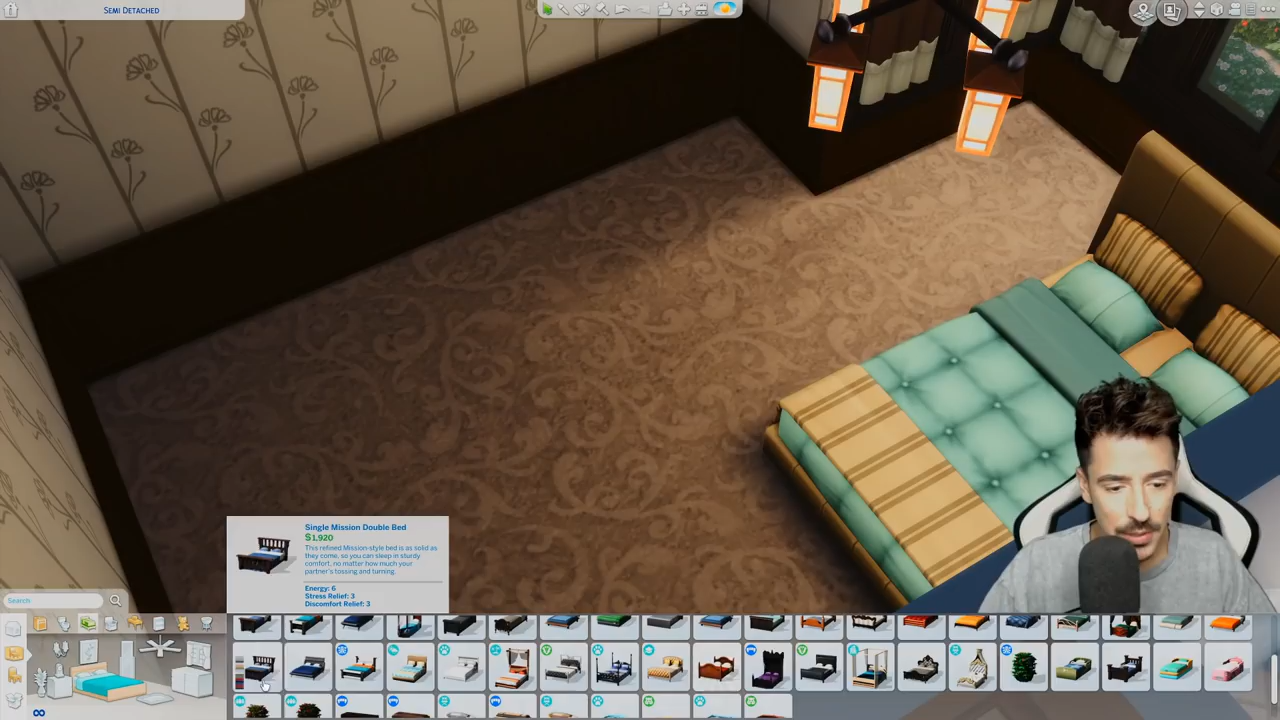 SEMI DETACHED
Single Mission Double Bed
$1,920
This refined Mission-style bed is as solid as
they come, so you can sleep in sturdy
comfort, no matter how much your
partner's tossing and turning.
Energy: 6
Stress Relief: 3
Discomfort Relief: 3
Search